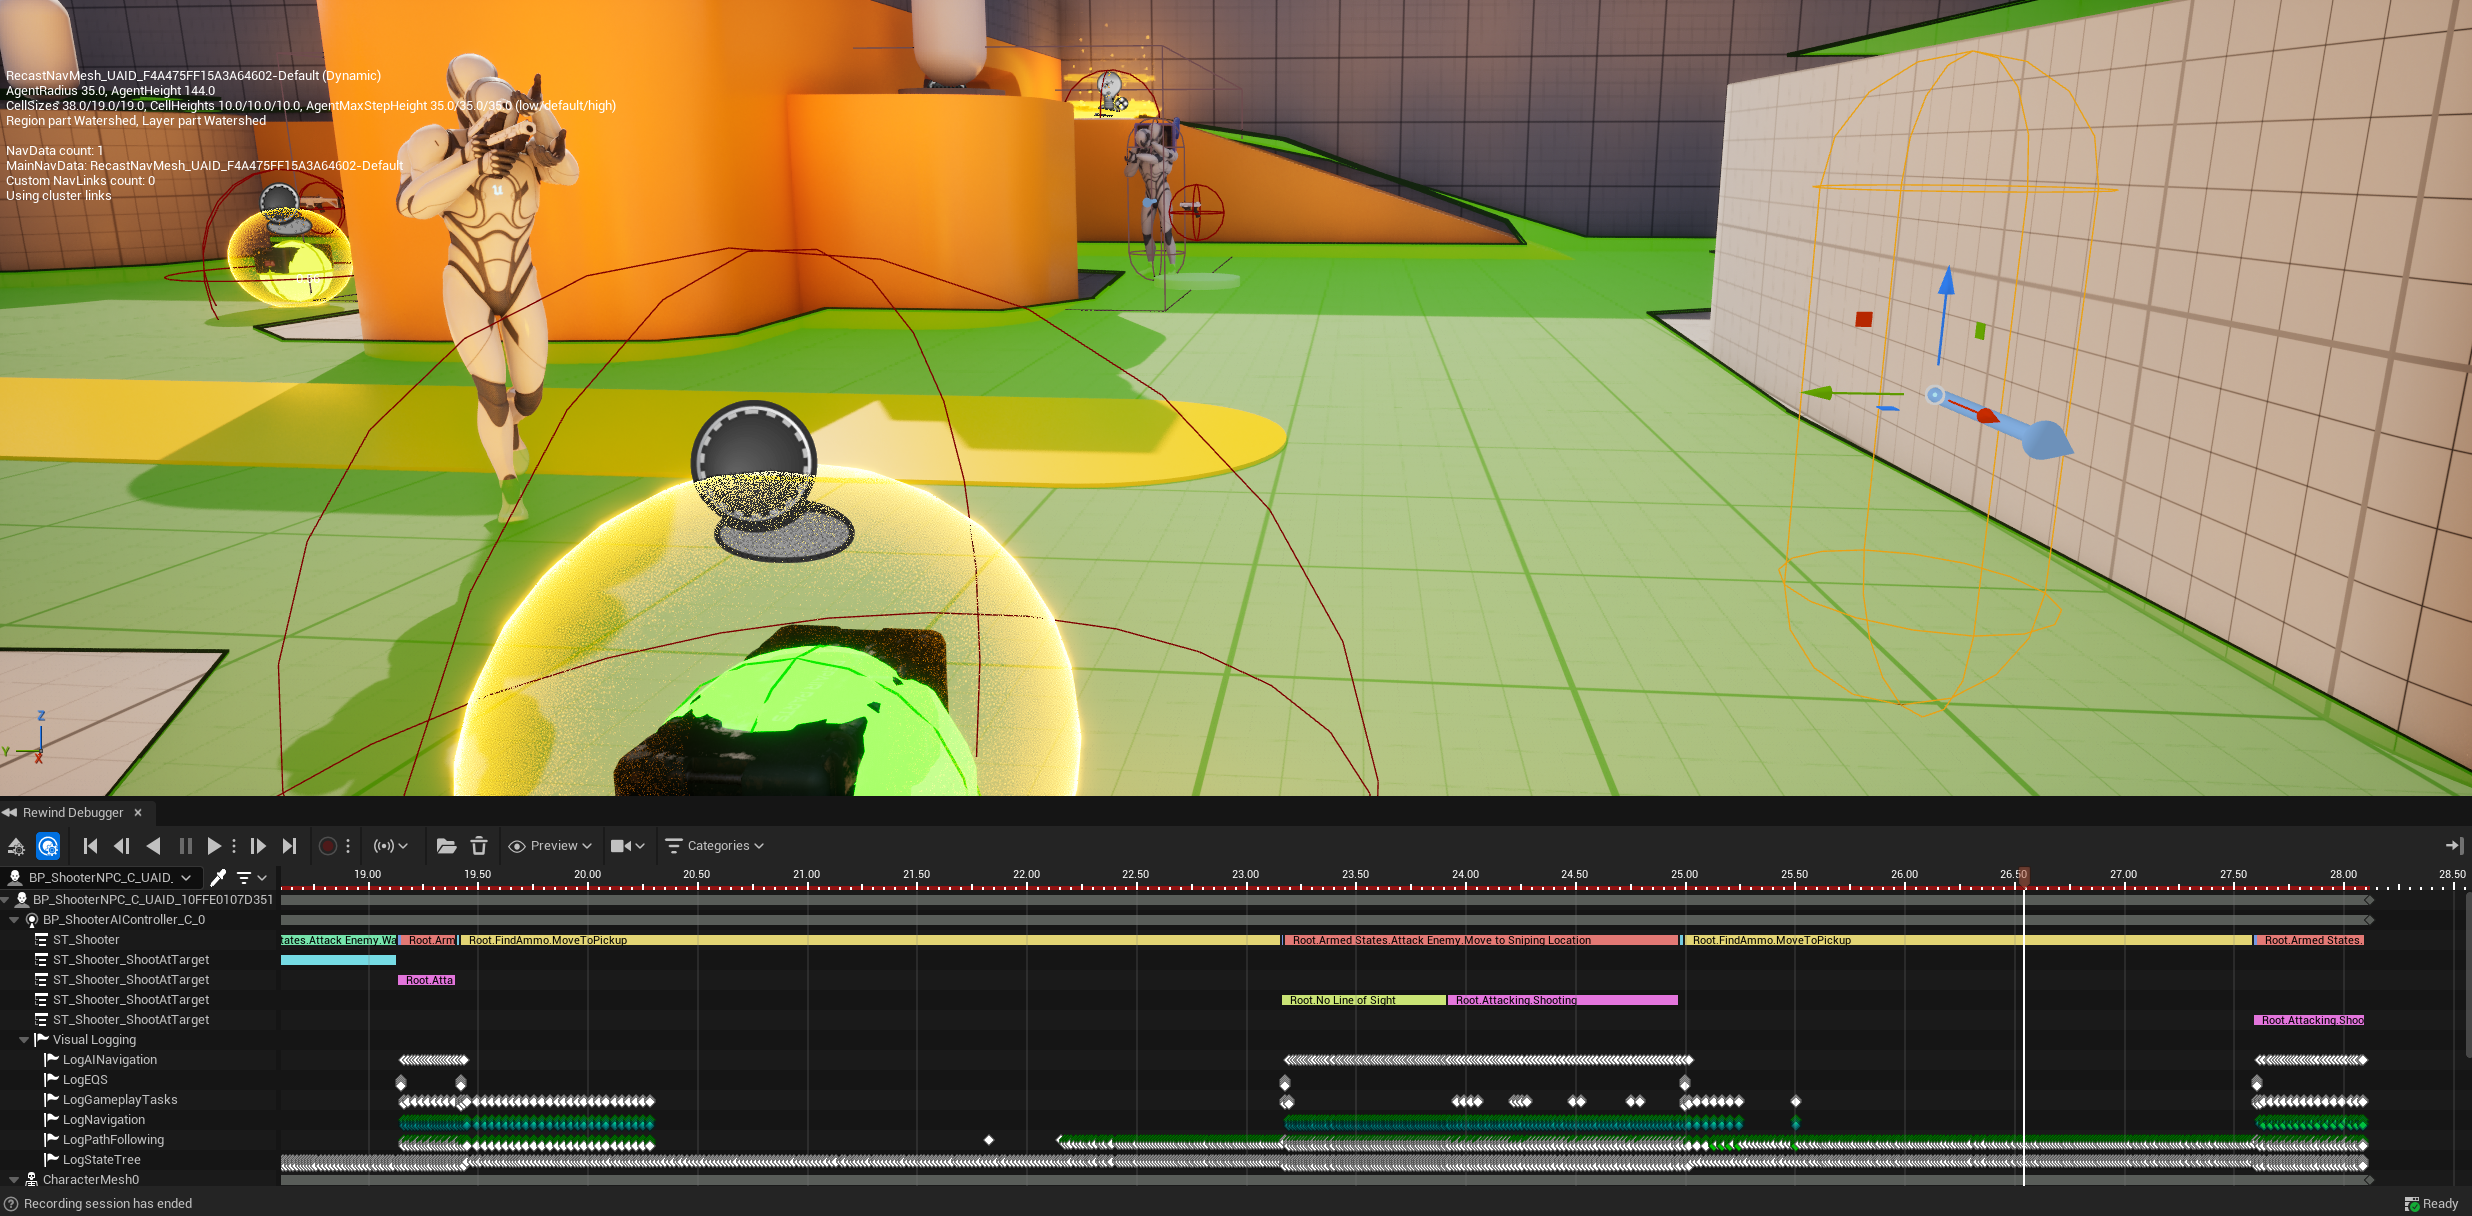 RecastNavMesh_UAID_F4A475FF15A3A64602-Default (Dynamic)
AgentRadius 35.0, AgentHeight 144.0
CellSizes 38.0/19.0/19.0, CellHeights 10.0/10.0/10.0, AgentMaxStepHeight 35.0/35.0/35.0 (low/default/high)
Region part Watershed, Layer part Watershed
NavData count: 1
MainNavData: RecastNavMesh_UAID_F4A475FF15A3A64602-Default
Custom NavLinks count: 0
Using cluster links
Z
Y
X
Rewind Debugger
Preview
Categories
BP_ShooterNPC_C_UAID_
19.00 19.50 20.00 20.50 21.00 21.50 22.00 22.50 23.00 23.50 24.00 24.50 25.00 25.50 26.00 26.50 27.00 27.50 28.00 28.50
BP_ShooterNPC_C_UAID_10FFE0107D351
BP_ShooterAIController_C_0
ST_Shooter
tates.Attack Enemy.Wa Root.Arm Root.FindAmmo.MoveToPickup Root.Armed States.Attack Enemy.Move to Sniping Location Root.FindAmmo.MoveToPickup Root.Armed States.
ST_Shooter_ShootAtTarget
ST_Shooter_ShootAtTarget Root.Atta
ST_Shooter_ShootAtTarget Root.No Line of Sight Root.Attacking.Shooting
ST_Shooter_ShootAtTarget Root.Attacking.Shoo
Visual Logging
LogAINavigation
LogEQS
LogGameplayTasks
LogNavigation
LogPathFollowing
LogStateTree
CharacterMesh0
Recording session has ended
Ready